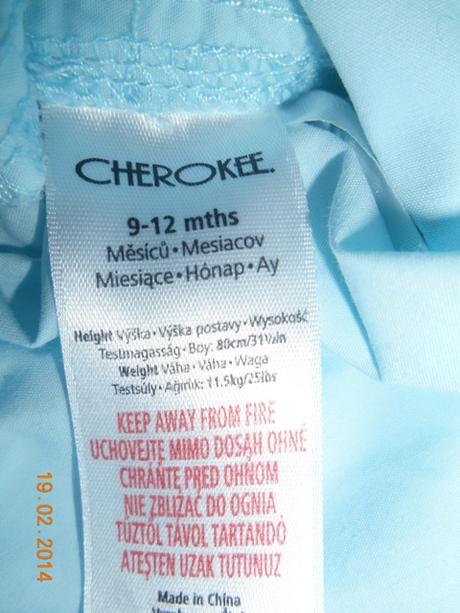 CHEROKEE.
9-12 mths
Měsíců • Mesiacov
Miesiące • Hónap • Ay
Height Výška • Výška postavy • Wysokość
Testmagasság • Boy: 80cm/31½in
Weight Váha • Váha • Waga
Testsúly • Ağırlık: 11.5kg/25lbs
KEEP AWAY FROM FIRE
UCHOVEJTE MIMO DOSAH OHNĚ
CHRÁŇTE PRED OHŇOM
NIE ZBLIŻAĆ DO OGNIA
TŰZTŐL TÁVOL TARTANDÓ
ATEŞTEN UZAK TUTUNUZ
Made in China
19.02.2014